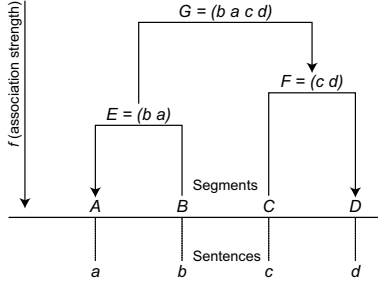 G = (b a c d)
F = (c d)
E = (b a)
f (association strength)
Segments
A B C D
Sentences
a b c d